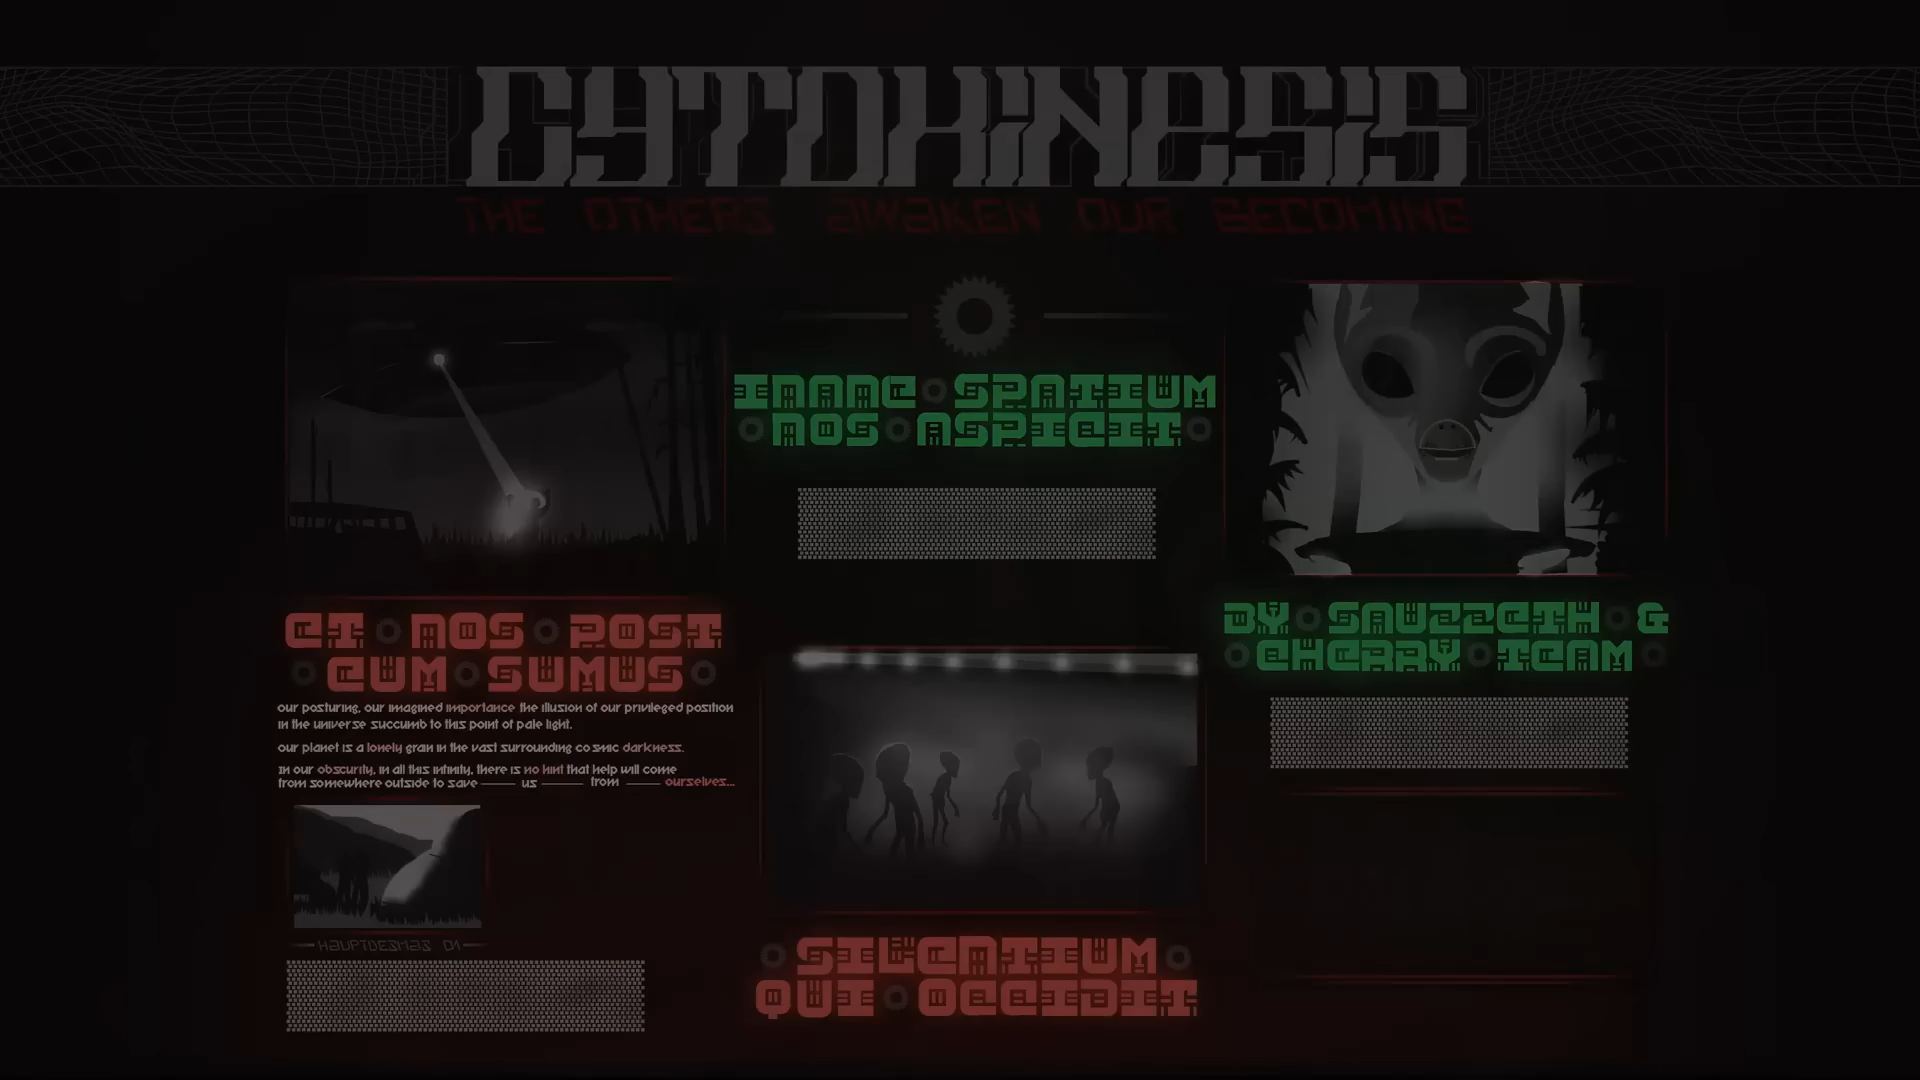 CYTOKINESIS
THE OTHERS AWAKEN OUR BECOMING
INANE SPATIUM
NOS ASPICIT
BY SAUZZETH &
CHERRY TEAM
ET NOS POST
CUM SUMUS
our posturing, our imagined importance the illusion of our privileged position
in the universe succumb to this point of pale light.
our planet is a lonely grain in the vast surrounding cosmic darkness.
in our obscurity, in all this infinity, there is no hint that help will come
from somewhere outside to save us from ourselves...
SILENTIUM
QUI OCCIDIT